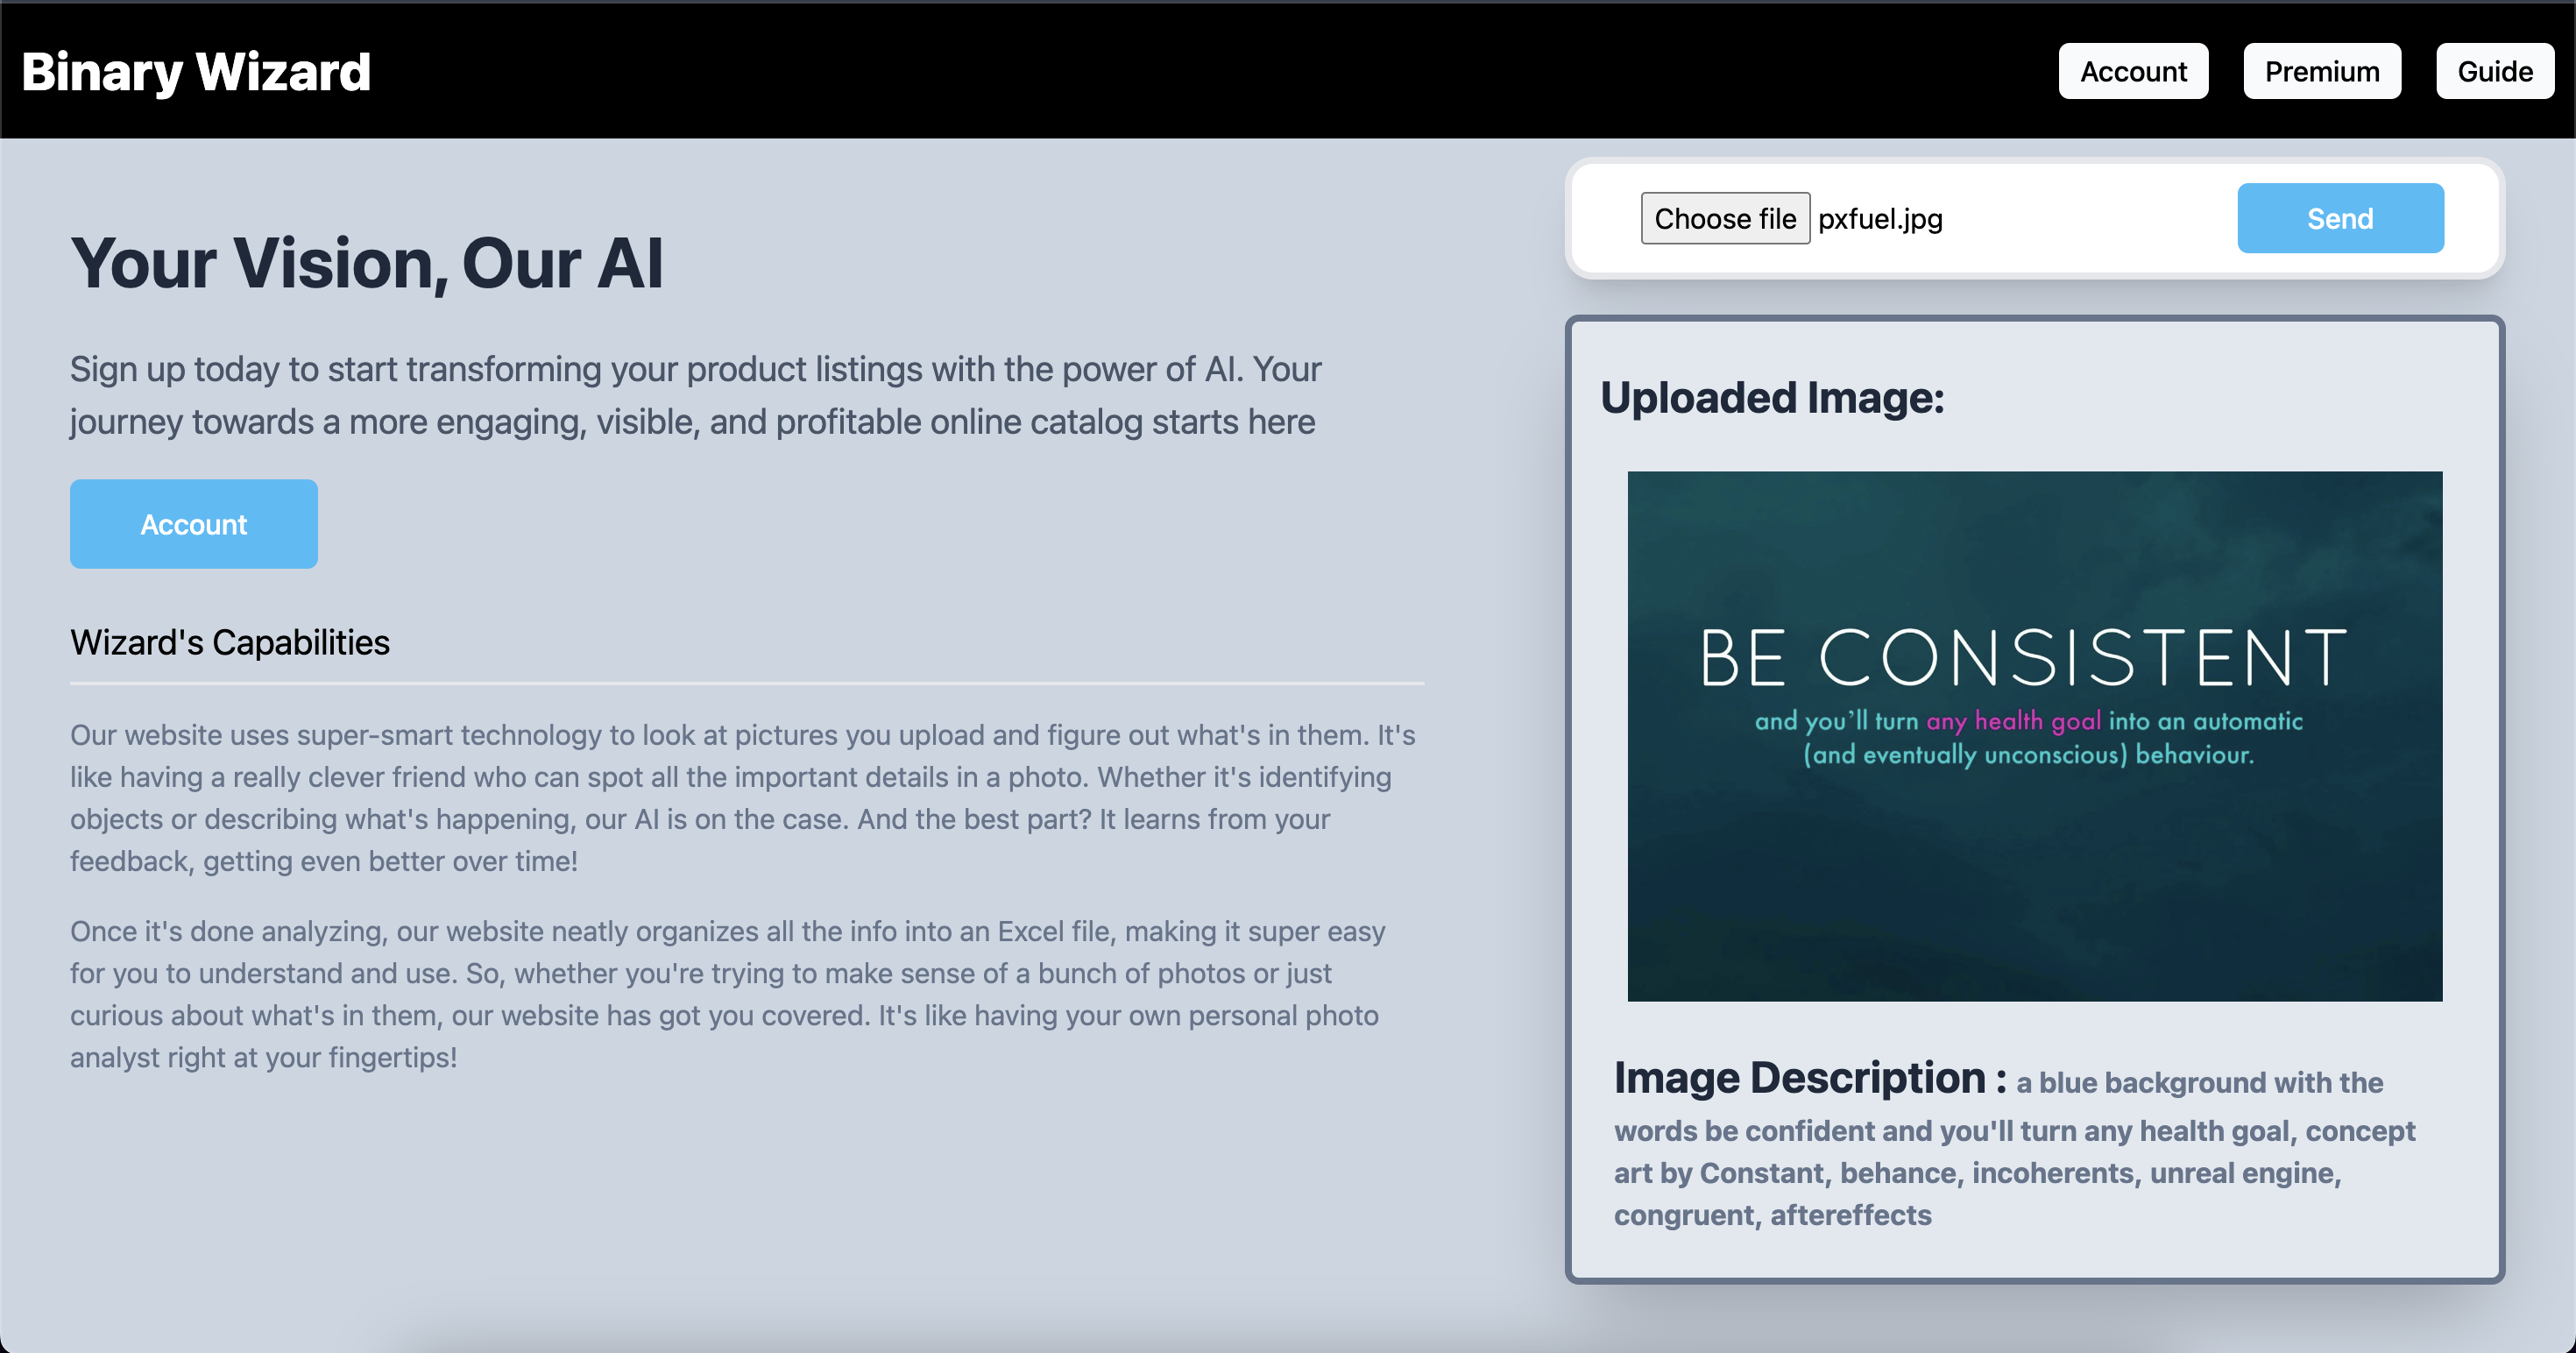 Binary Wizard
Account
Premium
Guide
Your Vision, Our AI
Sign up today to start transforming your product listings with the power of AI. Your
journey towards a more engaging, visible, and profitable online catalog starts here
Account
Wizard's Capabilities
Our website uses super-smart technology to look at pictures you upload and figure out what's in them. It's
like having a really clever friend who can spot all the important details in a photo. Whether it's identifying
objects or describing what's happening, our AI is on the case. And the best part? It learns from your
feedback, getting even better over time!
Once it's done analyzing, our website neatly organizes all the info into an Excel file, making it super easy
for you to understand and use. So, whether you're trying to make sense of a bunch of photos or just
curious about what's in them, our website has got you covered. It's like having your own personal photo
analyst right at your fingertips!
Choose file pxfuel.jpg
Send
Uploaded Image:
BE CONSISTENT
and you’ll turn any health goal into an automatic
(and eventually unconscious) behaviour.
Image Description : a blue background with the
words be confident and you'll turn any health goal, concept
art by Constant, behance, incoherents, unreal engine,
congruent, aftereffects